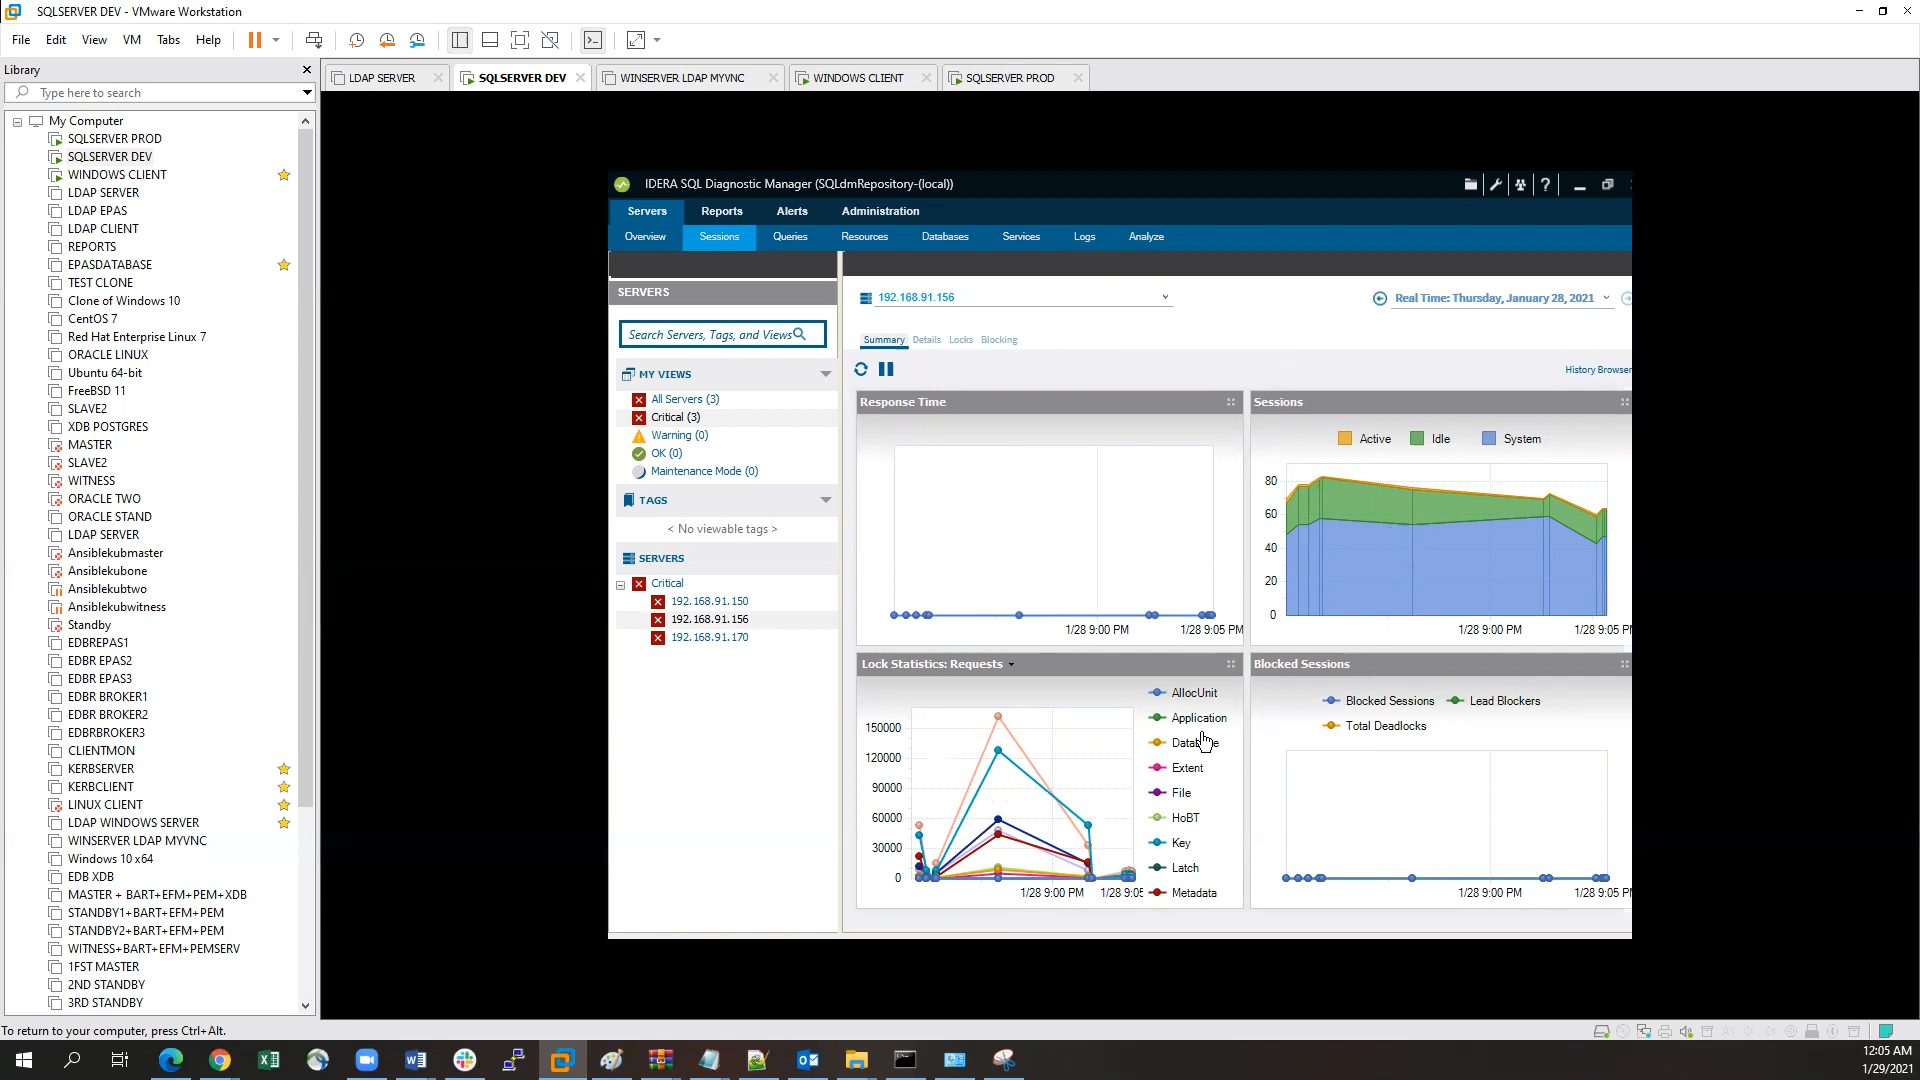 SQLSERVER DEV - VMware Workstation
File Edit View VM Tabs Help
Library
Type here to search
My Computer
SQLSERVER PROD
SQLSERVER DEV
WINDOWS CLIENT
LDAP SERVER
LDAP EPAS
LDAP CLIENT
REPORTS
EPASDATABASE
TEST CLONE
Clone of Windows 10
CentOS 7
Red Hat Enterprise Linux 7
ORACLE LINUX
Ubuntu 64-bit
FreeBSD 11
SLAVE2
XDB POSTGRES
MASTER
SLAVE2
WITNESS
ORACLE TWO
ORACLE STAND
LDAP SERVER
Ansiblekubmaster
Ansiblekubone
Ansiblekubtwo
Ansiblekubwitness
Standby
EDBREPAS1
EDBR EPAS2
EDBR EPAS3
EDBR BROKER1
EDBR BROKER2
EDBRBROKER3
CLIENTMON
KERBSERVER
KERBCLIENT
LINUX CLIENT
LDAP WINDOWS SERVER
WINSERVER LDAP MYVNC
Windows 10 x64
EDB XDB
MASTER + BART+EFM+PEM+XDB
STANDBY1+BART+EFM+PEM
STANDBY2+BART+EFM+PEM
WITNESS+BART+EFM+PEMSERV
1FST MASTER
2ND STANDBY
3RD STANDBY
LDAP SERVER SQLSERVER DEV WINSERVER LDAP MYVNC WINDOWS CLIENT SQLSERVER PROD
IDERA SQL Diagnostic Manager (SQLdmRepository-(local))
Servers Reports Alerts Administration
Overview Sessions Queries Resources Databases Services Logs Analyze
SERVERS
Search Servers, Tags, and Views
MY VIEWS
All Servers (3)
Critical (3)
Warning (0)
OK (0)
Maintenance Mode (0)
TAGS
< No viewable tags >
SERVERS
Critical
192.168.91.150
192.168.91.156
192.168.91.170
192.168.91.156
Real Time: Thursday, January 28, 2021
Summary Details Locks Blocking
History Browser
Response Time
1/28 9:00 PM 1/28 9:05 PM
Sessions
Active Idle System
80
60
40
20
0
1/28 9:00 PM 1/28 9:05 PM
Lock Statistics: Requests
150000
120000
90000
60000
30000
0
1/28 9:00 PM 1/28 9:05
AllocUnit
Application
Extent
File
HoBT
Key
Latch
Metadata
Blocked Sessions
Blocked Sessions Lead Blockers
Total Deadlocks
1/28 9:00 PM 1/28 9:05 PM
To return to your computer, press Ctrl+Alt.
12:05 AM
1/29/2021